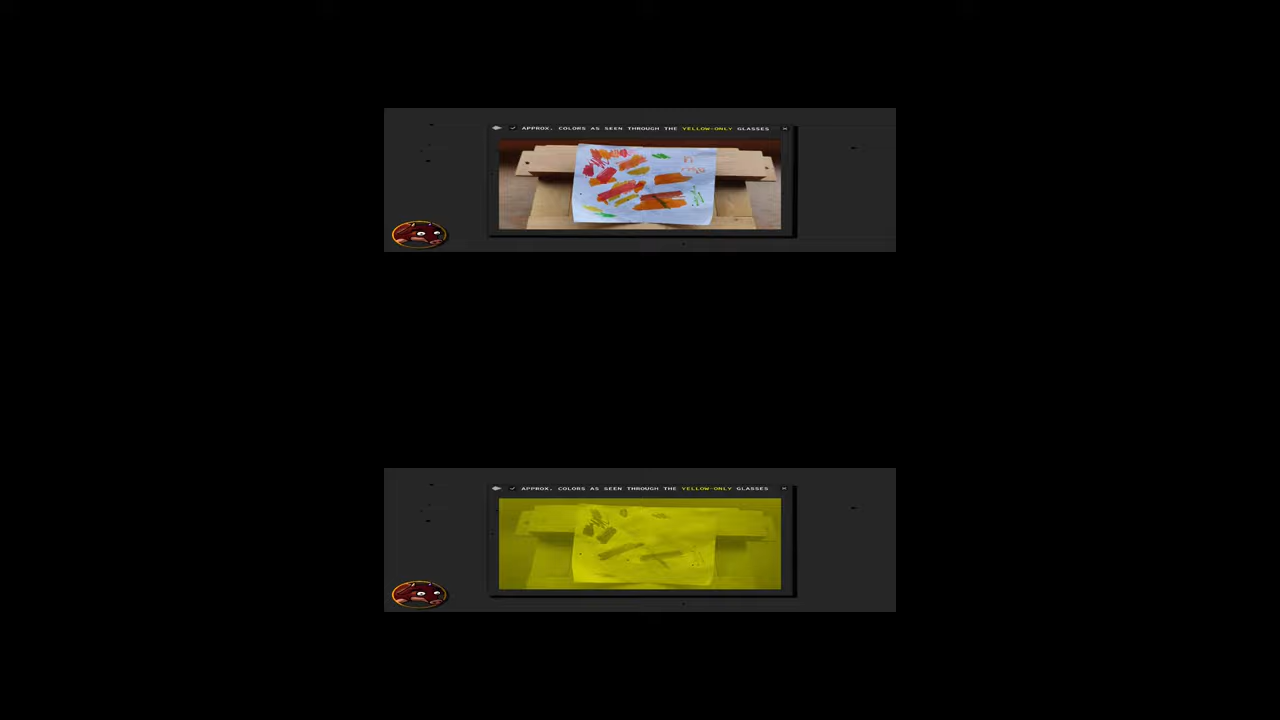 APPROX. COLORS AS SEEN THROUGH THE YELLOW-ONLY GLASSES
APPROX. COLORS AS SEEN THROUGH THE YELLOW-ONLY GLASSES